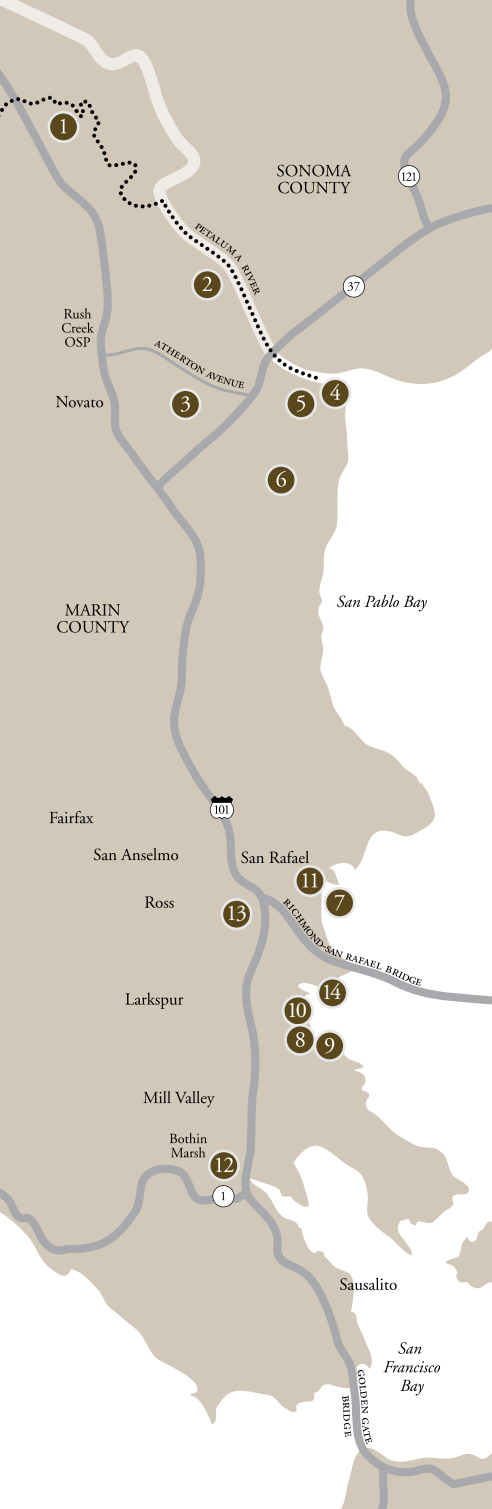 1
SONOMA
COUNTY
121
PETALUMA RIVER
2
37
Rush
Creek
OSP
ATHERTON AVENUE
Novato
3
5
4
6
San Pablo Bay
MARIN
COUNTY
101
Fairfax
San Anselmo
San Rafael
11
7
Ross
13
RICHMOND-SAN RAFAEL BRIDGE
14
Larkspur
10
8
9
Mill Valley
Bothin
Marsh
12
1
Sausalito
San
Francisco
Bay
GOLDEN GATE
BRIDGE